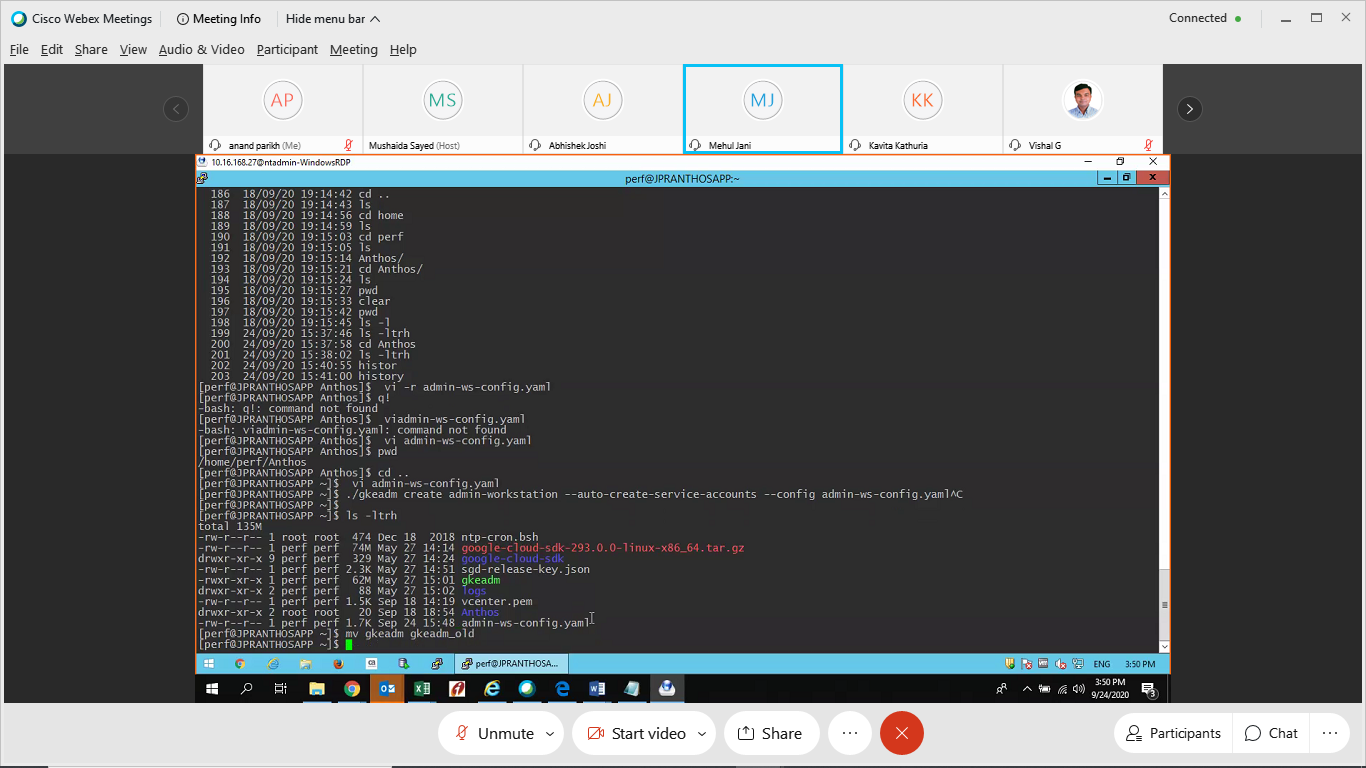 Cisco Webex Meetings
Meeting Info
Hide menu bar
Connected
File Edit Share View Audio & Video Participant Meeting Help
AP MS AJ MJ KK
anand parikh (Me) Mushaida Sayed (Host) Abhishek Joshi Mehul Jani Kavita Kathuria Vishal G
10.16.168.27@ntadmin-WindowsRDP
perf@JPRANTHOSAPP:~
186 18/09/20 19:14:42 cd ..
187 18/09/20 19:14:43 ls
188 18/09/20 19:14:56 cd home
189 18/09/20 19:14:59 ls
190 18/09/20 19:15:03 cd perf
191 18/09/20 19:15:05 ls
192 18/09/20 19:15:14 Anthos/
193 18/09/20 19:15:21 cd Anthos/
194 18/09/20 19:15:24 ls
195 18/09/20 19:15:27 pwd
196 18/09/20 19:15:33 clear
197 18/09/20 19:15:42 pwd
198 18/09/20 19:15:45 ls -l
199 24/09/20 15:37:46 ls -ltrh
200 24/09/20 15:37:58 cd Anthos
201 24/09/20 15:38:02 ls -ltrh
202 24/09/20 15:40:55 histor
203 24/09/20 15:41:00 history
[perf@JPRANTHOSAPP Anthos]$ vi -r admin-ws-config.yaml
[perf@JPRANTHOSAPP Anthos]$ q!
-bash: q!: command not found
[perf@JPRANTHOSAPP Anthos]$ viadmin-ws-config.yaml
-bash: viadmin-ws-config.yaml: command not found
[perf@JPRANTHOSAPP Anthos]$ vi admin-ws-config.yaml
[perf@JPRANTHOSAPP Anthos]$ pwd
/home/perf/Anthos
[perf@JPRANTHOSAPP Anthos]$ cd ..
[perf@JPRANTHOSAPP ~]$ vi admin-ws-config.yaml
[perf@JPRANTHOSAPP ~]$ ./gkeadm create admin-workstation --auto-create-service-accounts --config admin-ws-config.yaml^C
[perf@JPRANTHOSAPP ~]$
[perf@JPRANTHOSAPP ~]$ ls -ltrh
total 135M
-rw-r--r-- 1 root root 474 Dec 18 2018 ntp-cron.bsh
-rw-r--r-- 1 perf perf 74M May 27 14:14 google-cloud-sdk-293.0.0-linux-x86_64.tar.gz
drwxr-xr-x 9 perf perf 329 May 27 14:24 google-cloud-sdk
-rw-r--r-- 1 perf perf 2.3K May 27 14:51 sgd-release-key.json
-rwxr-xr-x 1 perf perf 62M May 27 15:01 gkeadm
drwxr-xr-x 2 perf perf 88 May 27 15:02 logs
-rw-r--r-- 1 perf perf 1.5K Sep 18 14:19 vcenter.pem
drwxr-xr-x 2 root root 20 Sep 18 18:54 Anthos
-rw-r--r-- 1 perf perf 1.7K Sep 24 15:48 admin-ws-config.yaml
[perf@JPRANTHOSAPP ~]$ mv gkeadm gkeadm_old
[perf@JPRANTHOSAPP ~]$
perf@JPRANTHOSA... ENG 3:50 PM
3:50 PM
9/24/2020
3
Unmute Start video Share Participants Chat